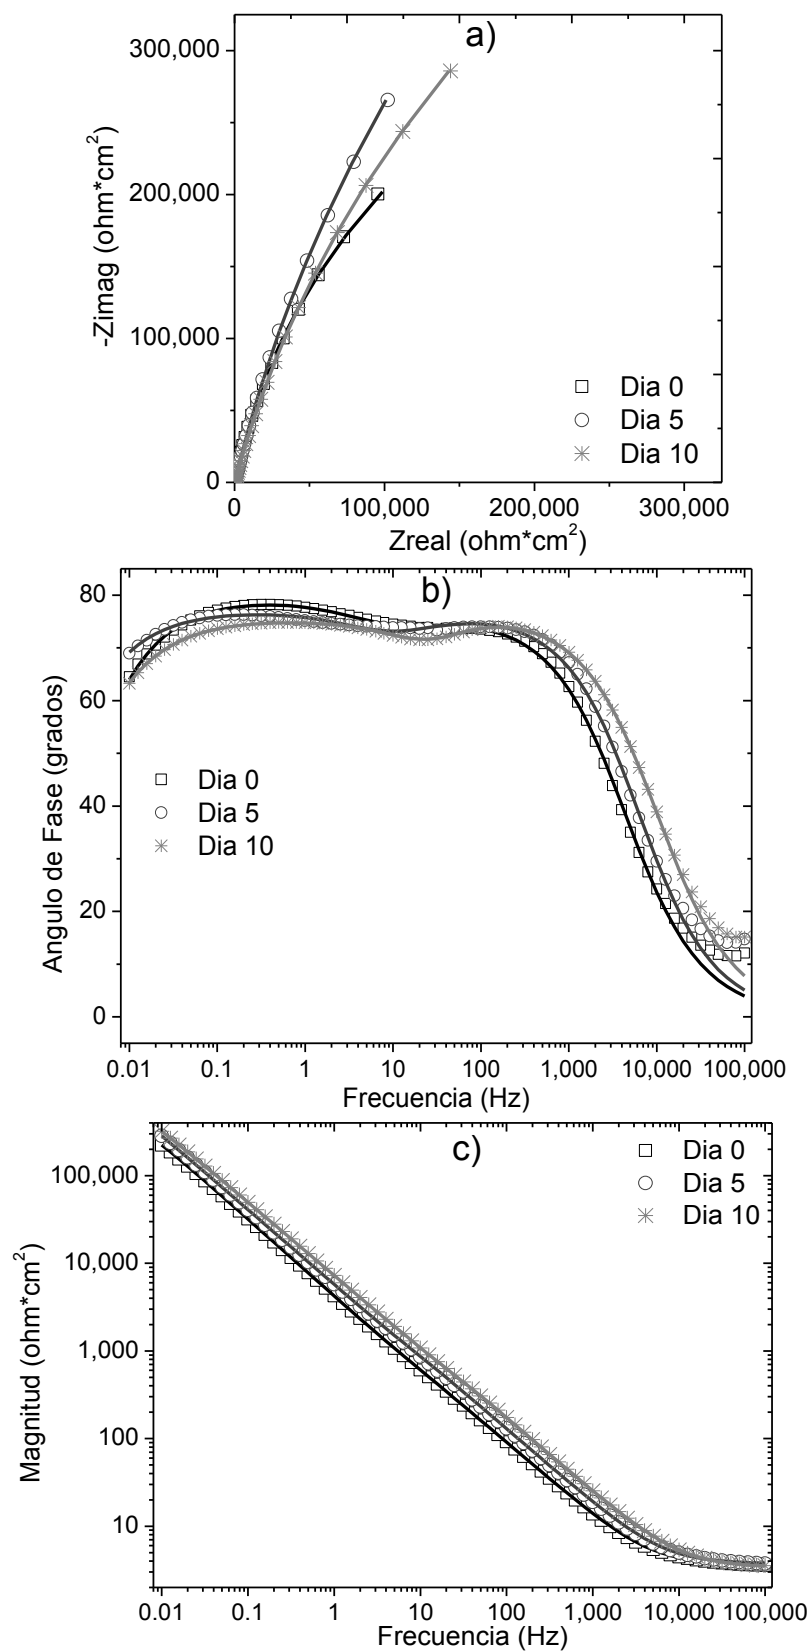 a)
300,000
200,000
100,000
0
-Zimag (ohm*cm²)
Dia 0
Dia 5
Dia 10
0 100,000 200,000 300,000
Zreal (ohm*cm²)
b)
80
60
40
20
0
Angulo de Fase (grados)
Dia 0
Dia 5
Dia 10
0.01 0.1 1 10 100 1,000 10,000 100,000
Frecuencia (Hz)
c)
Dia 0
Dia 5
Dia 10
100,000
10,000
1,000
100
10
Magnitud (ohm*cm²)
0.01 0.1 1 10 100 1,000 10,000 100,000
Frecuencia (Hz)